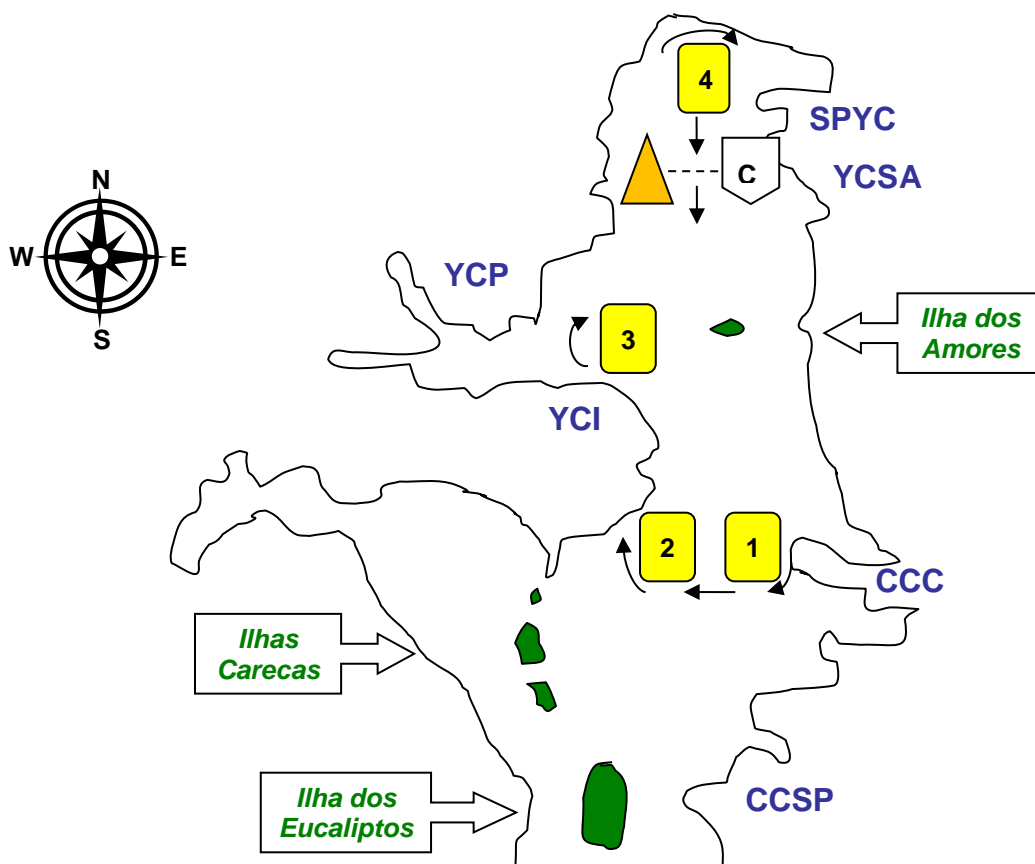 4
SPYC
C
YCSA
N
W
E
S
YCP
3
Ilha dos
Amores
YCI
2
1
CCC
Ilhas
Carecas
Ilha dos
Eucaliptos
CCSP